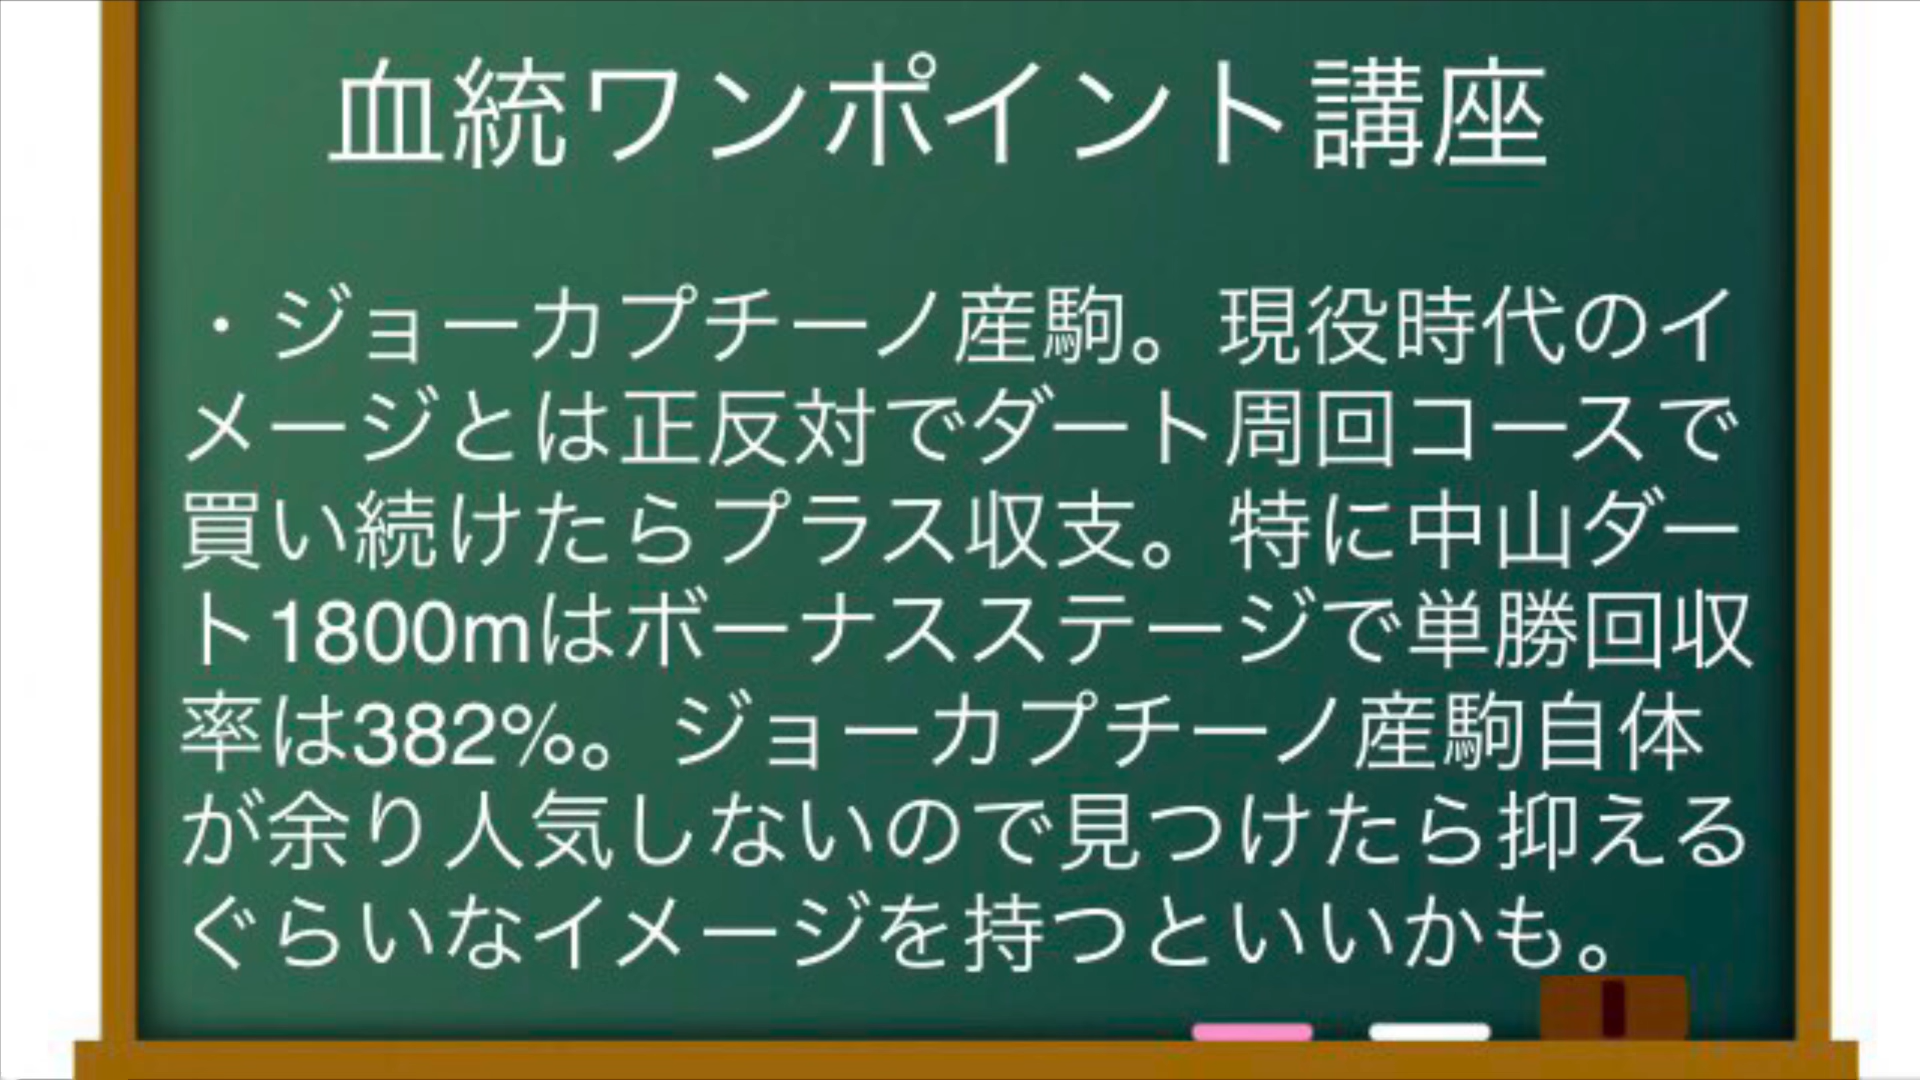 血統ワンポイント講座
・ジョーカプチーノ産駒。現役時代のイ
メージとは正反対でダート周回コースで
買い続けたらプラス収支。特に中山ダー
ト1800mはボーナスステージで単勝回収
率は382%。ジョーカプチーノ産駒自体
が余り人気しないので見つけたら抑える
ぐらいなイメージを持つといいかも。